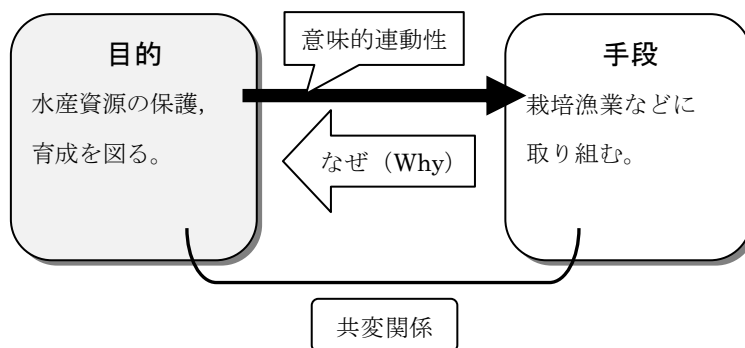 目的
水産資源の保護,
育成を図る。
意味的連動性
なぜ（Why）
手段
栽培漁業などに
取り組む。
共変関係